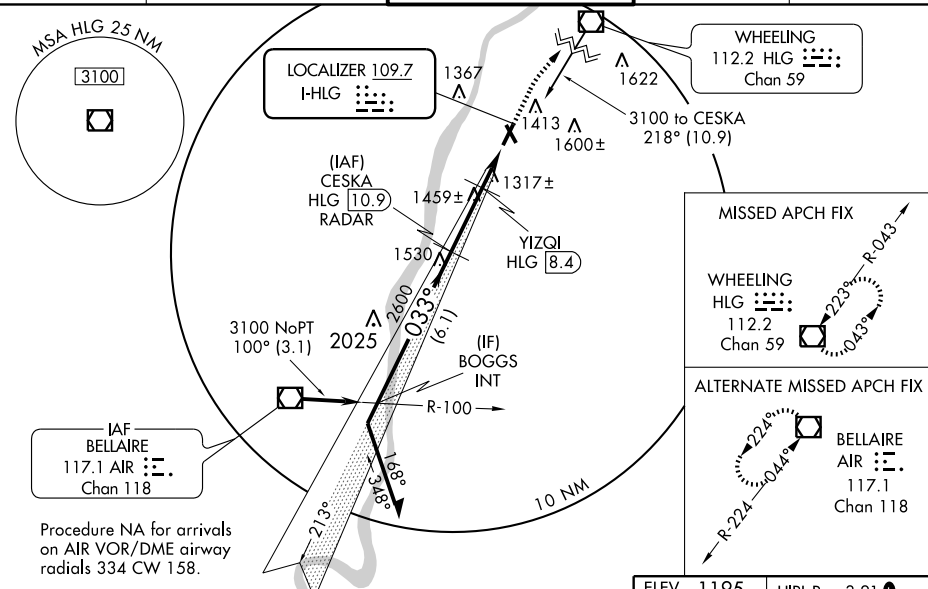 MSA HLG 25 NM
3100
LOCALIZER 109.7
I-HLG
1367
WHEELING
112.2 HLG
Chan 59
1622
1413
1600±
3100 to CESKA
218° (10.9)
(IAF)
CESKA
HLG 10.9
RADAR
1459±
1317±
YIZQI
HLG 8.4
1530
2600
033°
(6.1)
2025
3100 NoPT
100° (3.1)
(IF)
BOGGS
INT
R-100
IAF
BELLAIRE
117.1 AIR
Chan 118
168°
348°
213°
10 NM
Procedure NA for arrivals
on AIR VOR/DME airway
radials 334 CW 158.
MISSED APCH FIX
R-043
WHEELING
HLG
112.2
Chan 59
223°
043°
ALTERNATE MISSED APCH FIX
224°
044°
R-224
BELLAIRE
AIR
117.1
Chan 118
ELEV 1195